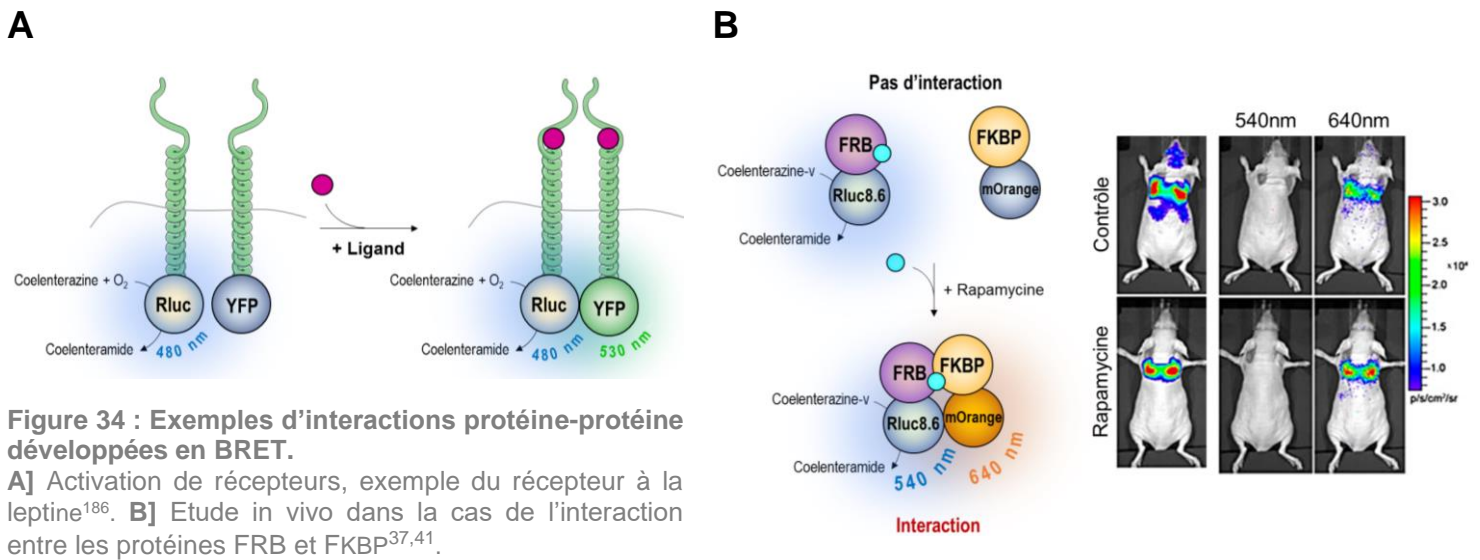 A
Coelenterazine + O2
Rluc
YFP
Coelenteramide
480 nm
+ Ligand
Coelenterazine + O2
Rluc
YFP
Coelenteramide
480 nm
530 nm
Figure 34 : Exemples d’interactions protéine-protéine
développées en BRET.
A] Activation de récepteurs, exemple du récepteur à la
leptine186. B] Etude in vivo dans la cas de l’interaction
entre les protéines FRB et FKBP37,41.
B
Pas d’interaction
FRB
FKBP
Coelenterazine-v
Rluc8.6
mOrange
Coelenteramide
+ Rapamycine
FRB
FKBP
Coelenterazine-v
Rluc8.6
mOrange
Coelenteramide
540 nm
640 nm
Interaction
540nm
640nm
Contrôle
Rapamycine
3.0
2.5
x10⁴
2.0
1.5
1.0
p/s/cm²/sr